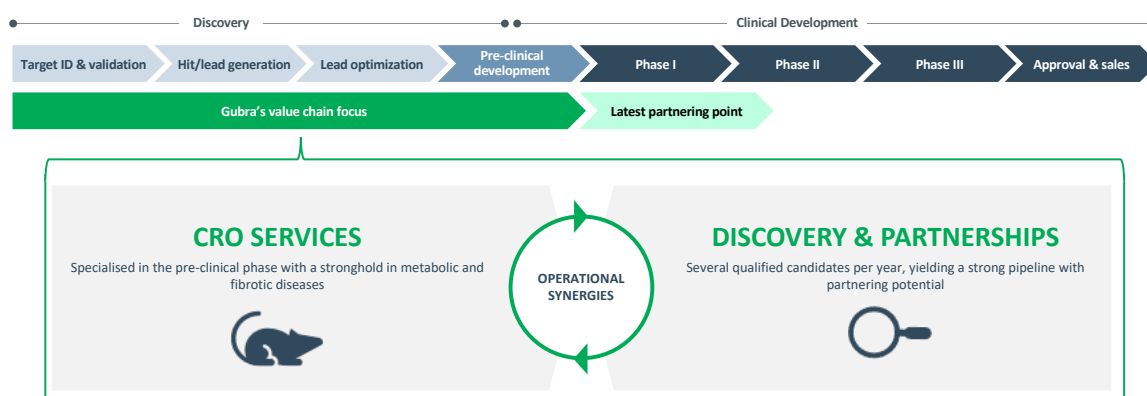 Discovery
Clinical Development
Target ID & validation
Hit/lead generation
Lead optimization
Pre-clinical
development
Phase I
Phase II
Phase III
Approval & sales
Gubra's value chain focus
Latest partnering point
CRO SERVICES
Specialised in the pre-clinical phase with a stronghold in metabolic and
fibrotic diseases
OPERATIONAL
SYNERGIES
DISCOVERY & PARTNERSHIPS
Several qualified candidates per year, yielding a strong pipeline with
partnering potential